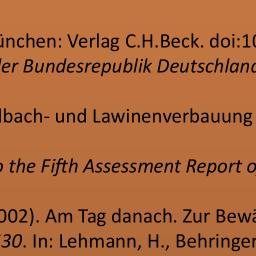 ünchen: Verlag C.H.Beck. doi:10
der Bundesrepublik Deutschland
lbach- und Lawinenverbauung
the Fifth Assessment Report o
002). Am Tag danach. Zur Bewä
30. In: Lehmann, H., Behringer